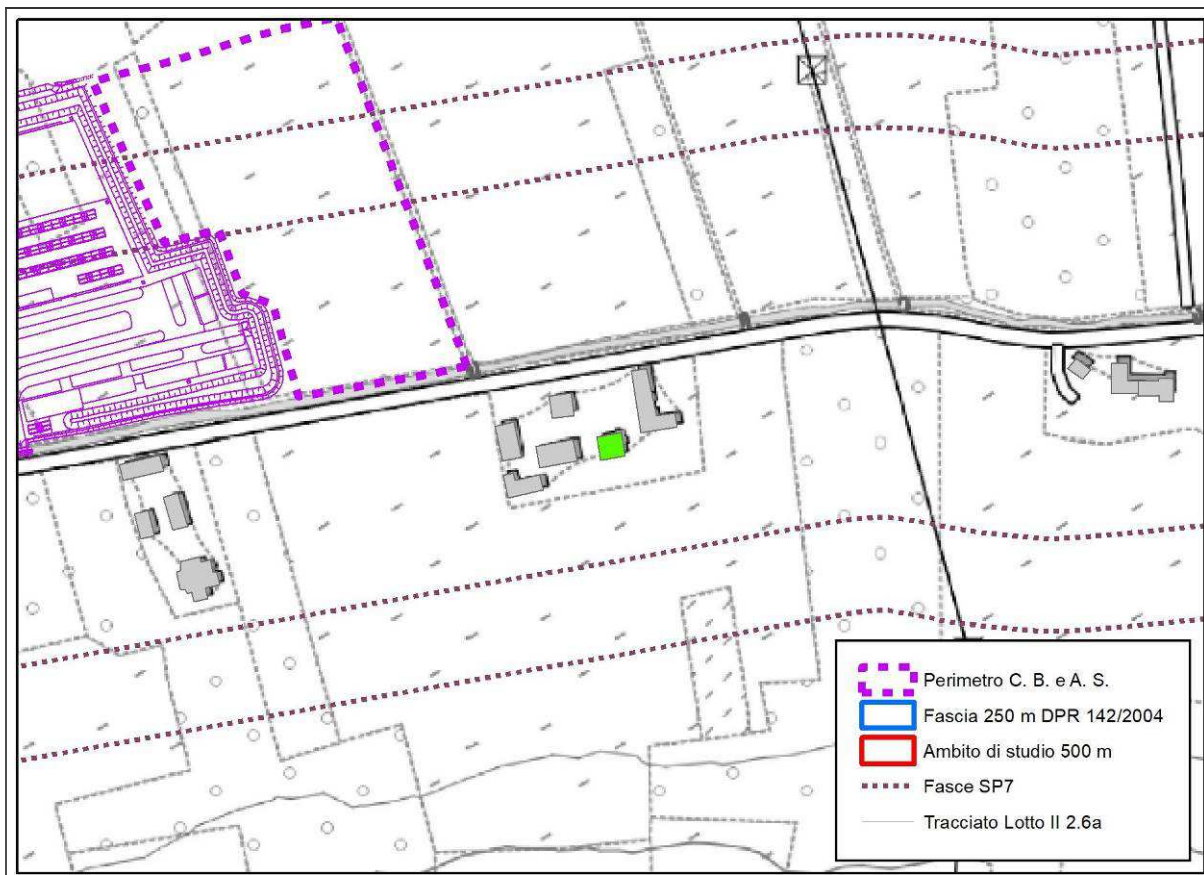 Perimetro C. B. e A. S.
Fascia 250 m DPR 142/2004
Ambito di studio 500 m
Fasce SP7
Tracciato Lotto II 2.6a